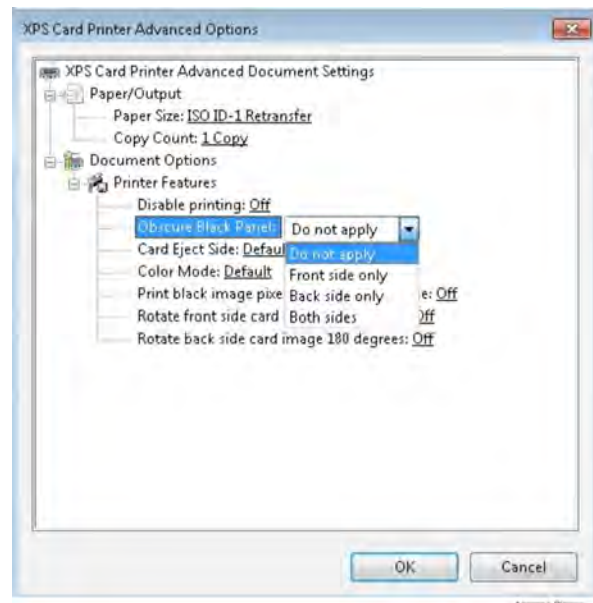 XPS Card Printer Advanced Options
XPS Card Printer Advanced Document Settings
Paper/Output
Paper Size: ISO ID-1 Retransfer
Copy Count: 1 Copy
Document Options
Printer Features
Disable printing: Off
Obscure Black Panel: Do not apply
Card Eject Side: Defaul Do not apply
Color Mode: Default Front side only
Print black image pixe Back side only e: Off
Rotate front side card Both sides Off
Rotate back side card image 180 degrees: Off
OK Cancel